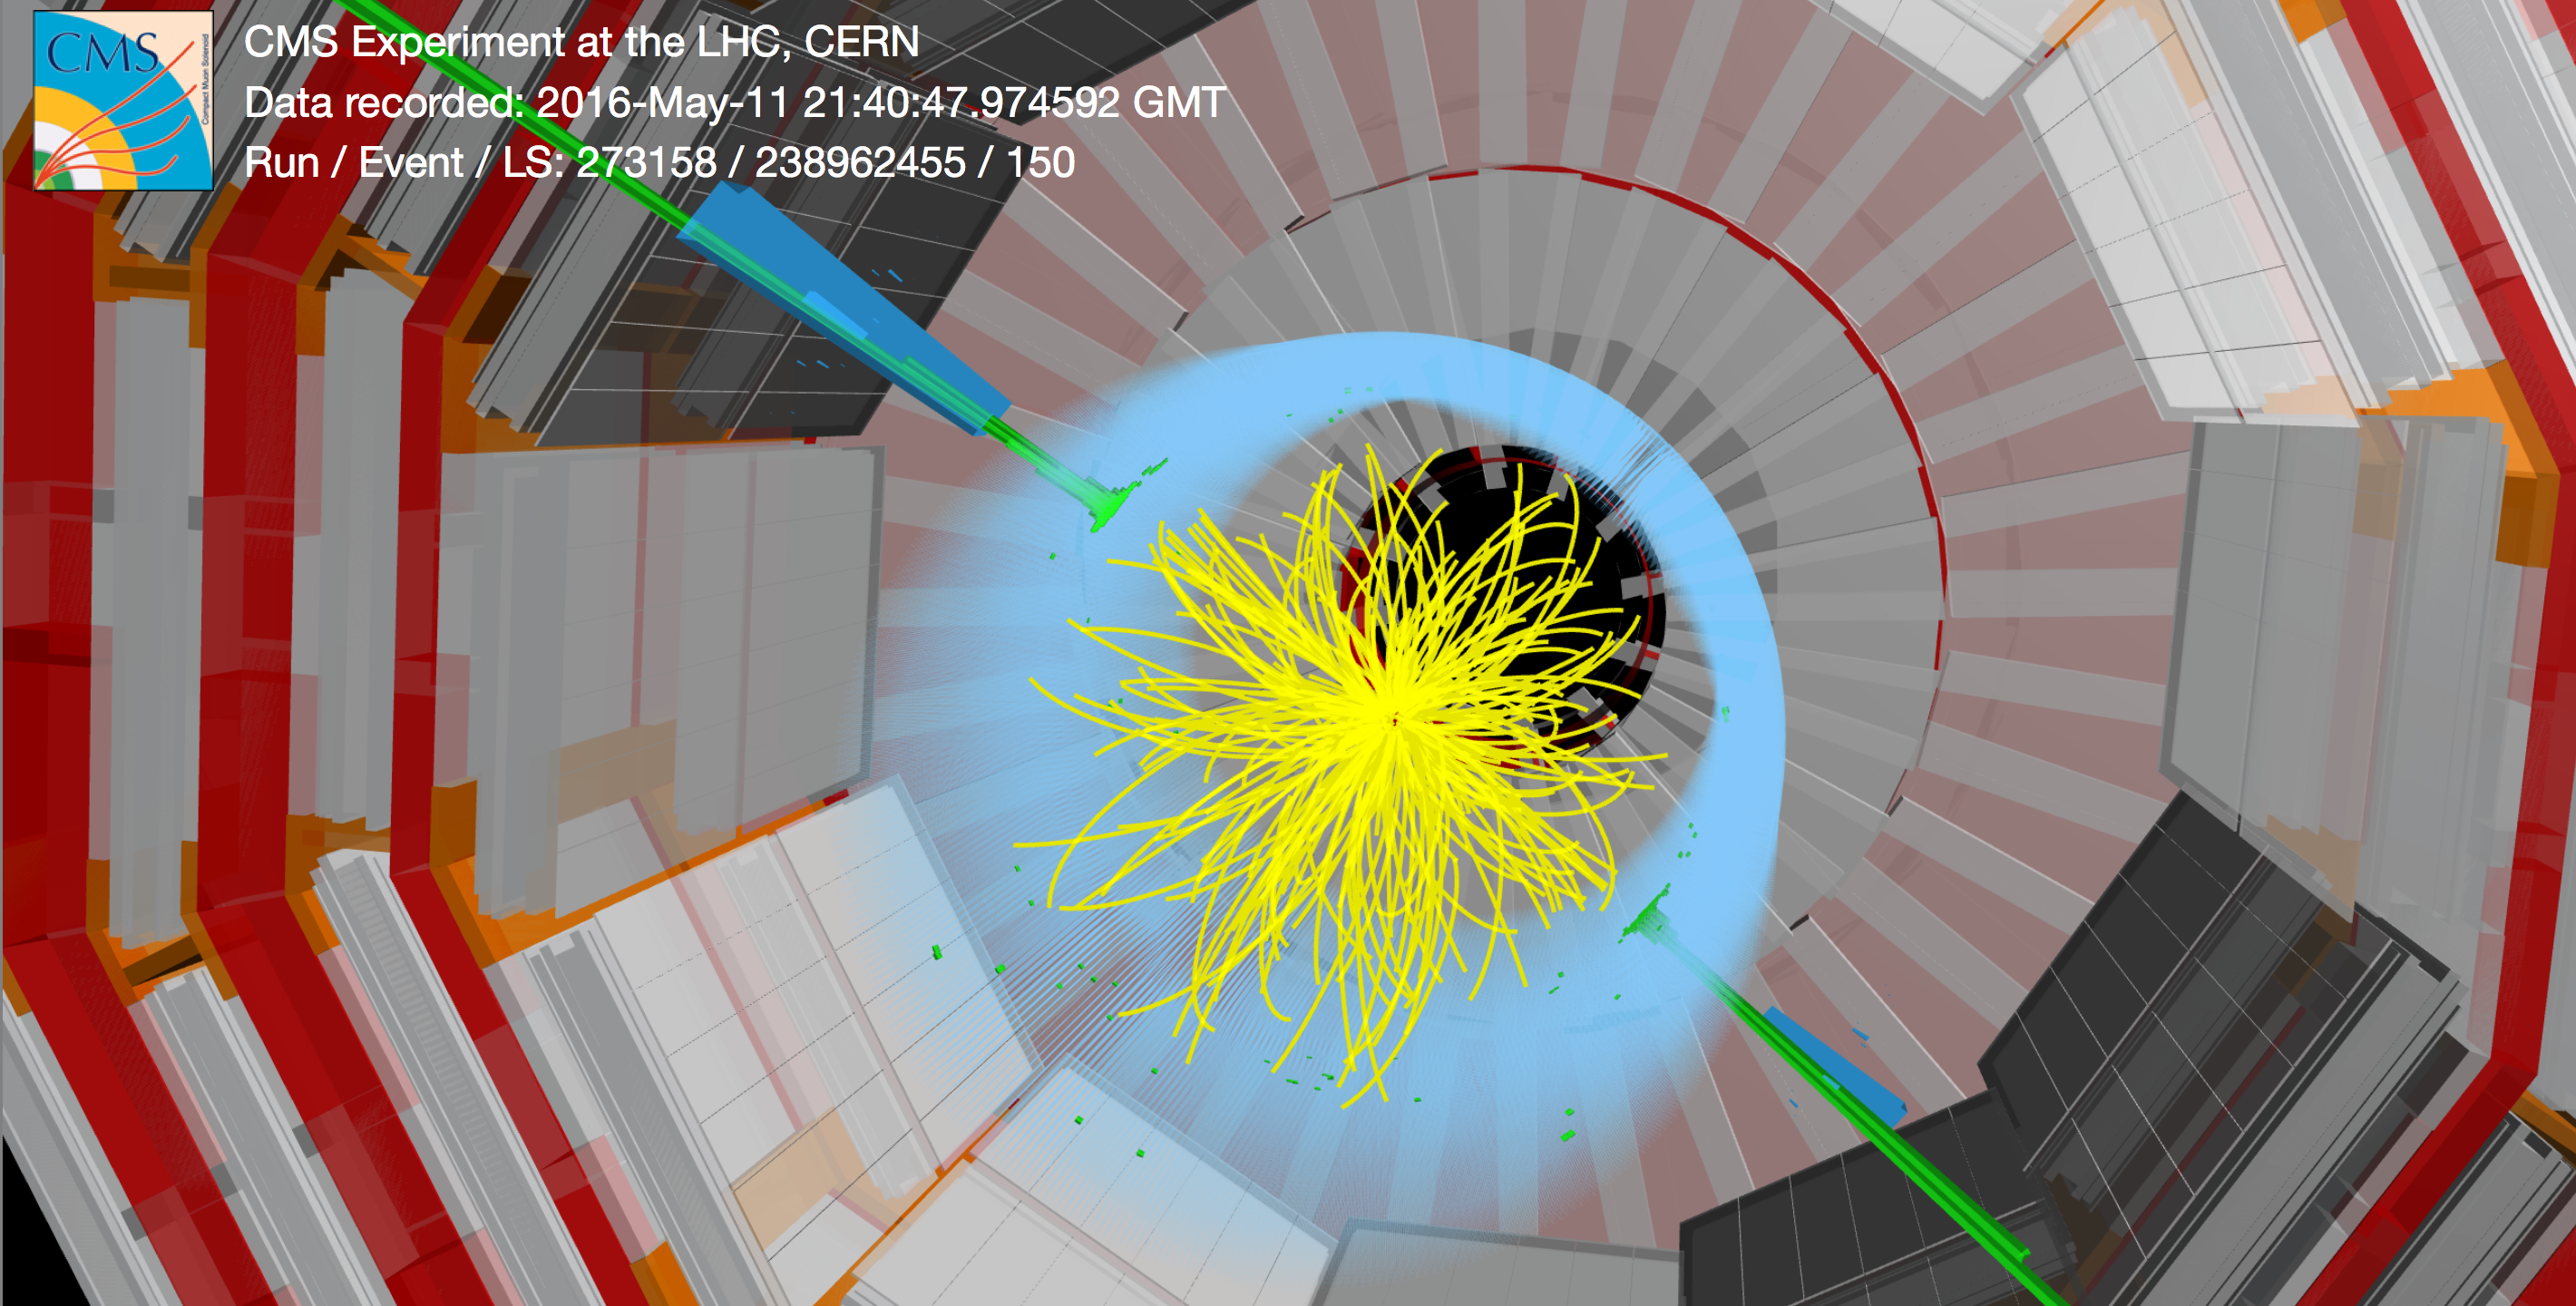 CMS
Compact Muon Solenoid
CMS Experiment at the LHC, CERN
Data recorded: 2016-May-11 21:40:47.974592 GMT
Run / Event / LS: 273158 / 238962455 / 150